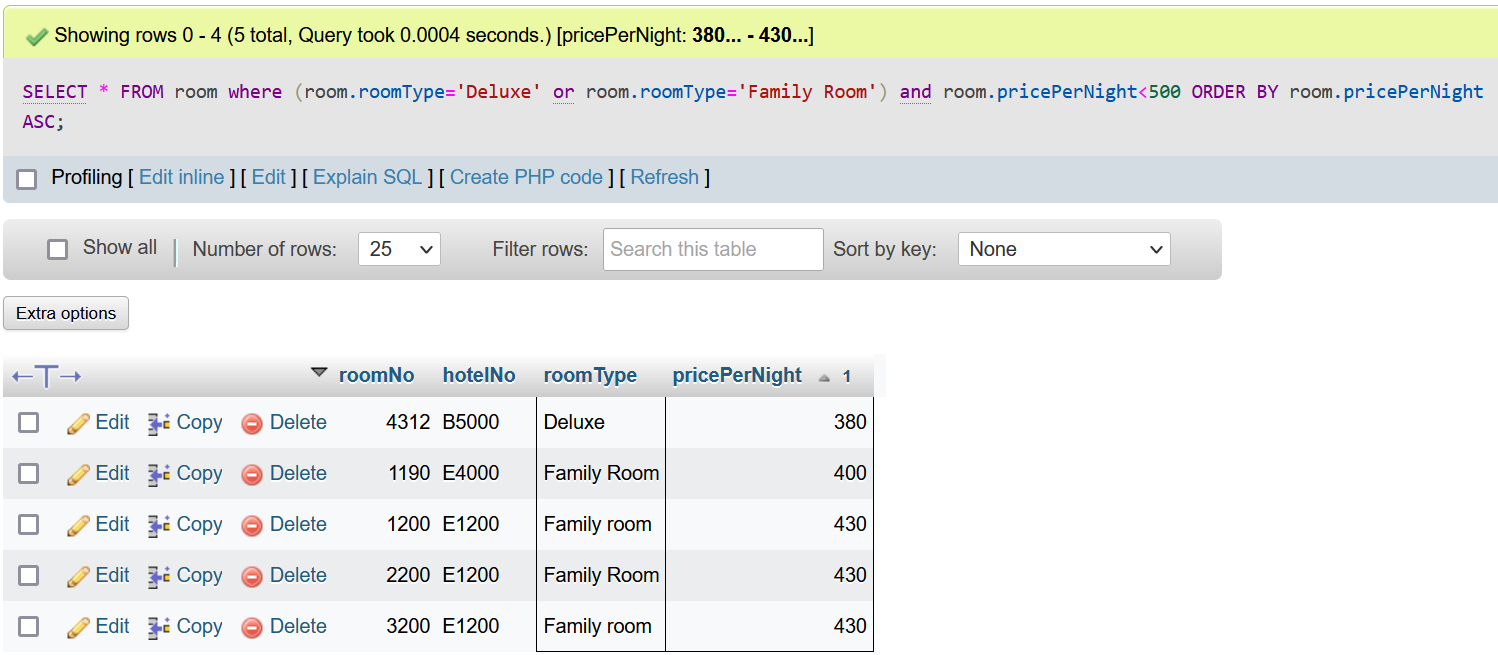 Showing rows 0 - 4 (5 total, Query took 0.0004 seconds.) [pricePerNight: 380... - 430...]
SELECT * FROM room where (room.roomType='Deluxe' or room.roomType='Family Room') and room.pricePerNight<500 ORDER BY room.pricePerNight
ASC;
Profiling [ Edit inline ] [ Edit ] [ Explain SQL ] [ Create PHP code ] [ Refresh ]
Show all Number of rows: 25 Filter rows: Search this table Sort by key: None
Extra options
←T→ roomNo hotelNo roomType pricePerNight 1
Edit Copy Delete 4312 B5000 Deluxe 380
Edit Copy Delete 1190 E4000 Family Room 400
Edit Copy Delete 1200 E1200 Family room 430
Edit Copy Delete 2200 E1200 Family Room 430
Edit Copy Delete 3200 E1200 Family room 430